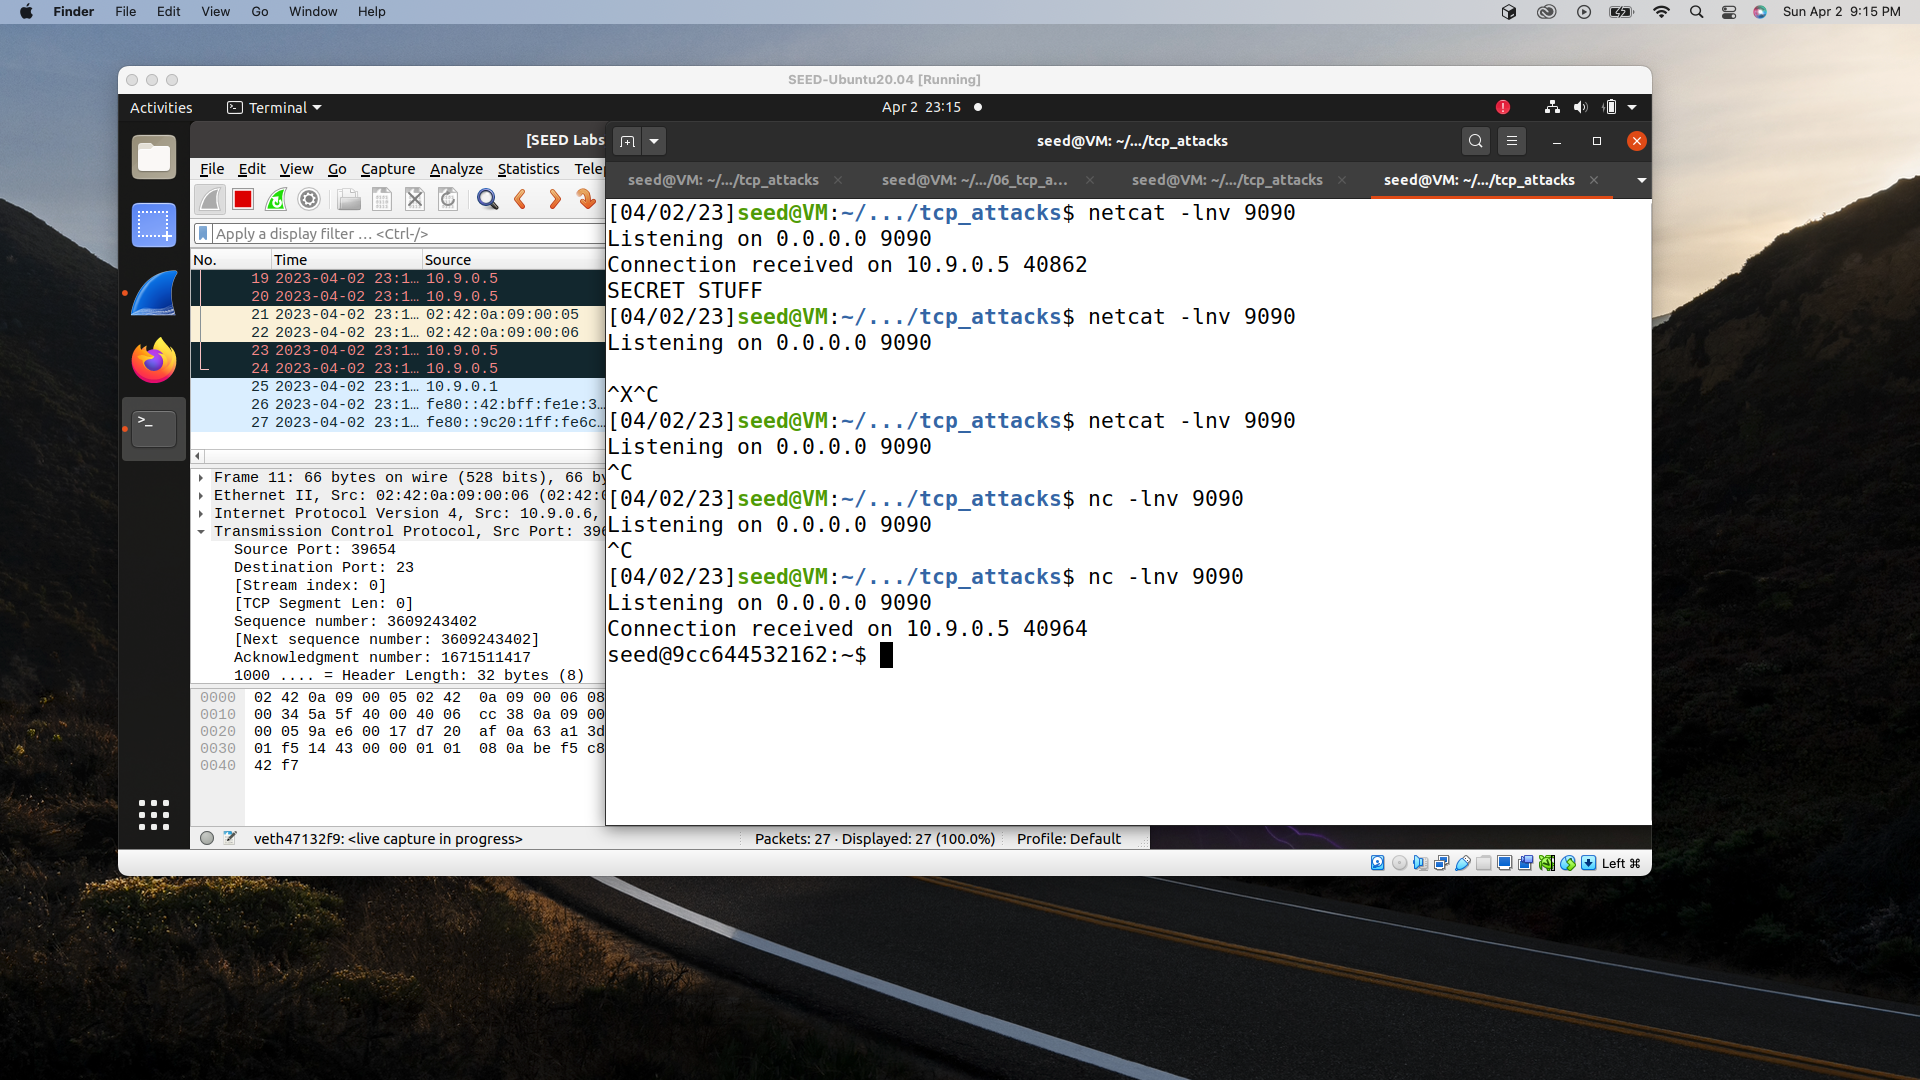 Finder File Edit View Go Window Help
Sun Apr 2 9:15 PM
SEED-Ubuntu20.04 [Running]
Activities
Terminal
Apr 2 23:15
[SEED Labs
File Edit View Go Capture Analyze Statistics Telep
Apply a display filter … <Ctrl-/>
No. Time Source
19 2023-04-02 23:1… 10.9.0.5
20 2023-04-02 23:1… 10.9.0.5
21 2023-04-02 23:1… 02:42:0a:09:00:05
22 2023-04-02 23:1… 02:42:0a:09:00:06
23 2023-04-02 23:1… 10.9.0.5
24 2023-04-02 23:1… 10.9.0.5
25 2023-04-02 23:1… 10.9.0.1
26 2023-04-02 23:1… fe80::42:bff:fe1e:3…
27 2023-04-02 23:1… fe80::9c20:1ff:fe6c…
Frame 11: 66 bytes on wire (528 bits), 66 by
Ethernet II, Src: 02:42:0a:09:00:06 (02:42:0
Internet Protocol Version 4, Src: 10.9.0.6,
Transmission Control Protocol, Src Port: 396
Source Port: 39654
Destination Port: 23
[Stream index: 0]
[TCP Segment Len: 0]
Sequence number: 3609243402
[Next sequence number: 3609243402]
Acknowledgment number: 1671511417
1000 .... = Header Length: 32 bytes (8)
0000 02 42 0a 09 00 05 02 42 0a 09 00 06 08
0010 00 34 5a 5f 40 00 40 06 cc 38 0a 09 00
0020 00 05 9a e6 00 17 d7 20 af 0a 63 a1 3d
0030 01 f5 14 43 00 00 01 01 08 0a be f5 c8
0040 42 f7
veth47132f9: <live capture in progress>
Packets: 27 · Displayed: 27 (100.0%)
Profile: Default
seed@VM: ~/.../tcp_attacks
seed@VM: ~/.../tcp_attacks
seed@VM: ~/.../06_tcp_a...
seed@VM: ~/.../tcp_attacks
seed@VM: ~/.../tcp_attacks
[04/02/23]seed@VM:~/.../tcp_attacks$ netcat -lnv 9090
Listening on 0.0.0.0 9090
Connection received on 10.9.0.5 40862
SECRET STUFF
[04/02/23]seed@VM:~/.../tcp_attacks$ netcat -lnv 9090
Listening on 0.0.0.0 9090
^X^C
[04/02/23]seed@VM:~/.../tcp_attacks$ netcat -lnv 9090
Listening on 0.0.0.0 9090
^C
[04/02/23]seed@VM:~/.../tcp_attacks$ nc -lnv 9090
Listening on 0.0.0.0 9090
^C
[04/02/23]seed@VM:~/.../tcp_attacks$ nc -lnv 9090
Listening on 0.0.0.0 9090
Connection received on 10.9.0.5 40964
seed@9cc644532162:~$
Left ⌘